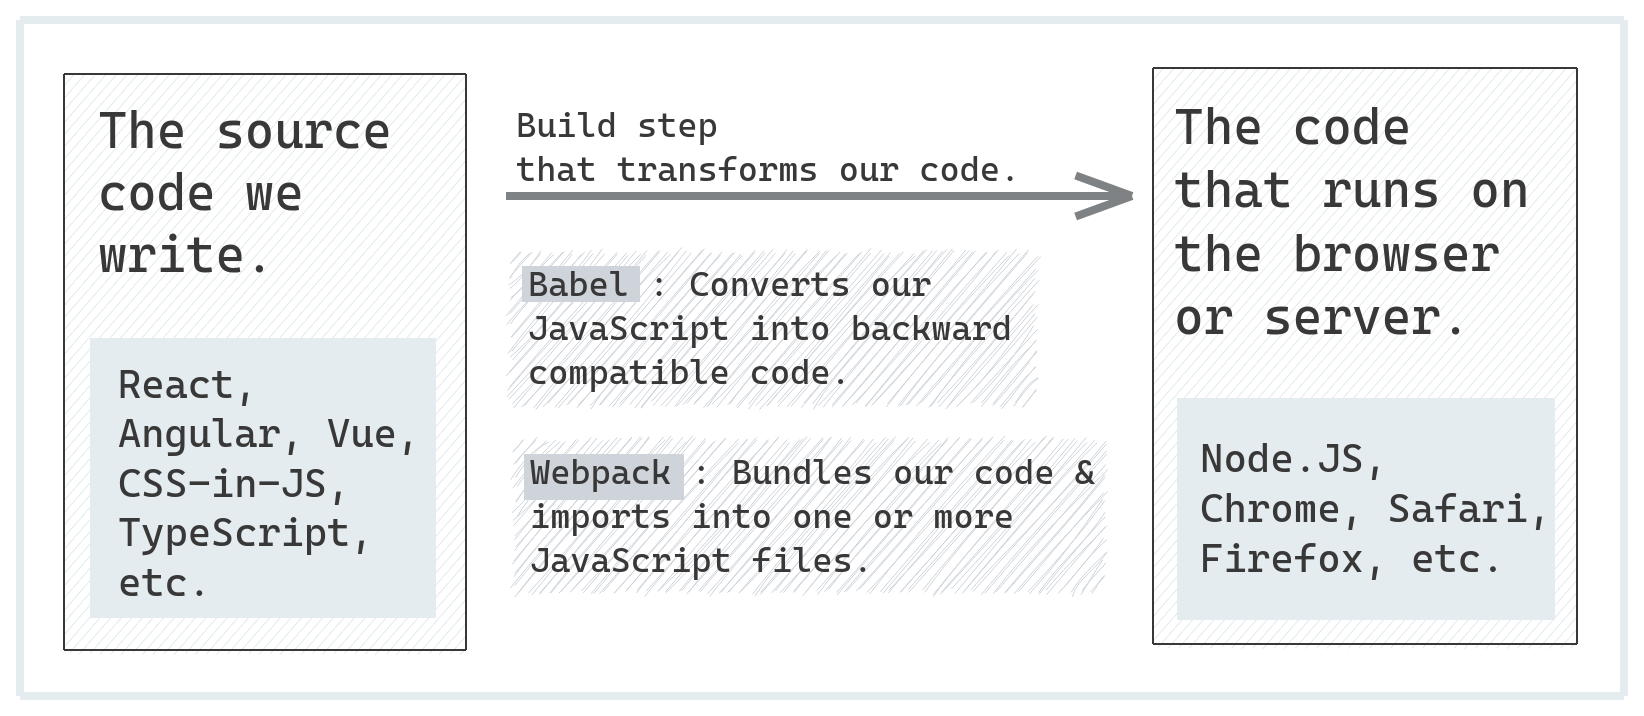 The source
code we
write.
React,
Angular, Vue,
CSS-in-JS,
TypeScript,
etc.
Build step
that transforms our code.
Babel : Converts our
JavaScript into backward
compatible code.
Webpack : Bundles our code &
imports into one or more
JavaScript files.
The code
that runs on
the browser
or server.
Node.JS,
Chrome, Safari,
Firefox, etc.